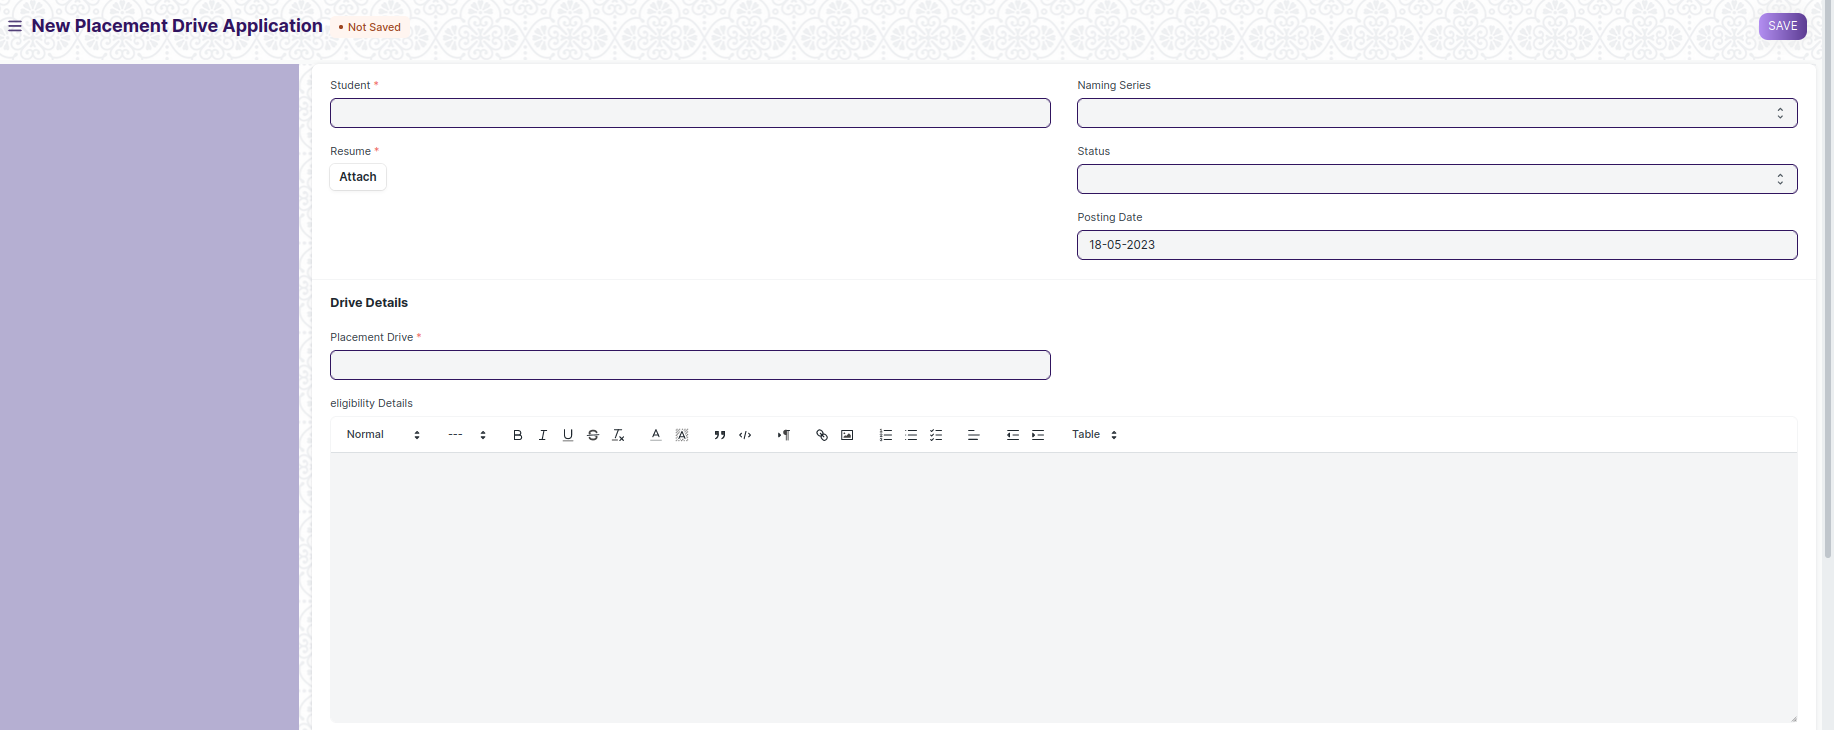 New Placement Drive Application
Not Saved
SAVE
Student *
Naming Series
Resume *
Attach
Status
Posting Date
18-05-2023
Drive Details
Placement Drive *
eligibility Details
Normal --- B I U S Tx A A Table